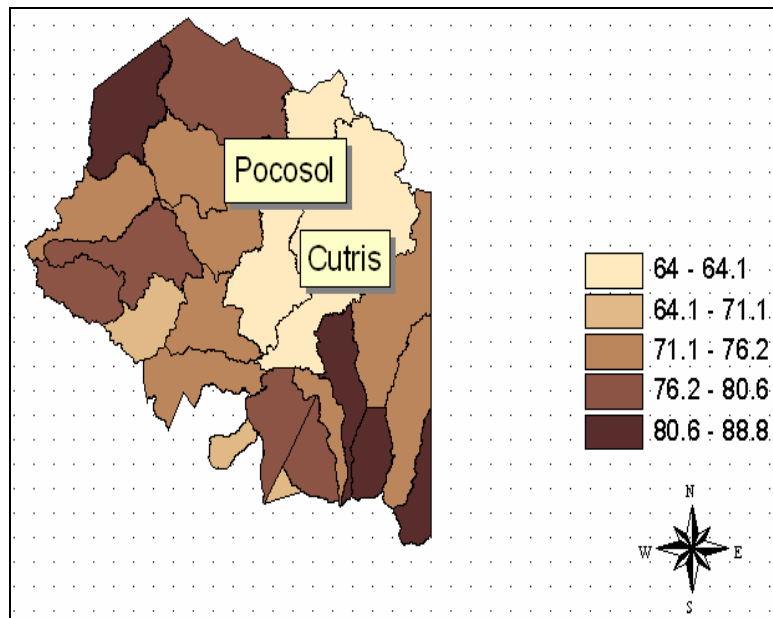 Pocosol
Cutris
64 - 64.1
64.1 - 71.1
71.1 - 76.2
76.2 - 80.6
80.6 - 88.8
N
W E
S